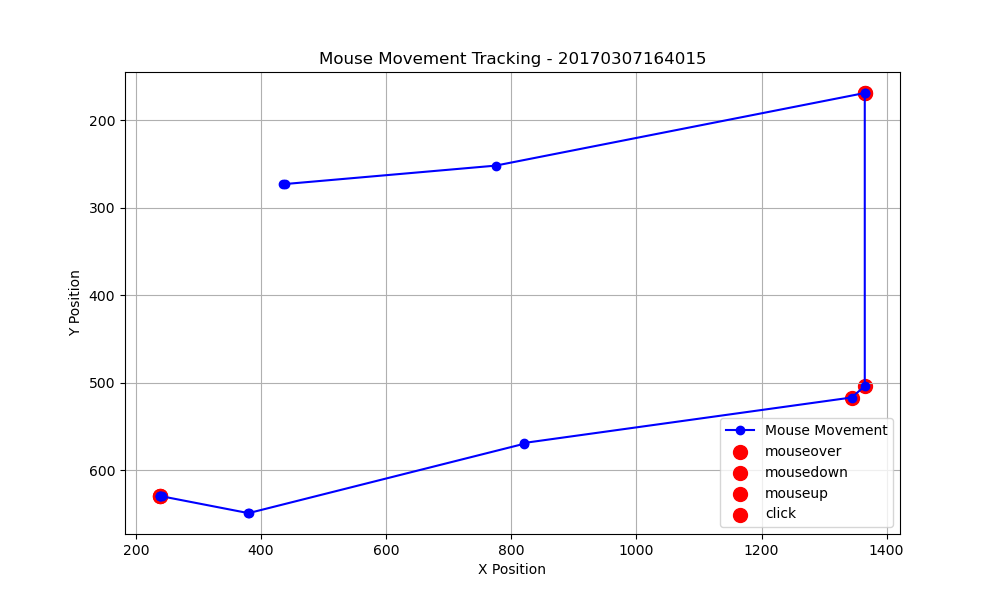 Mouse Movement Tracking - 20170307164015
Y Position
200
300
400
500
600
Mouse Movement
mouseover
mousedown
mouseup
click
200
400
600
800
1000
1200
1400
X Position